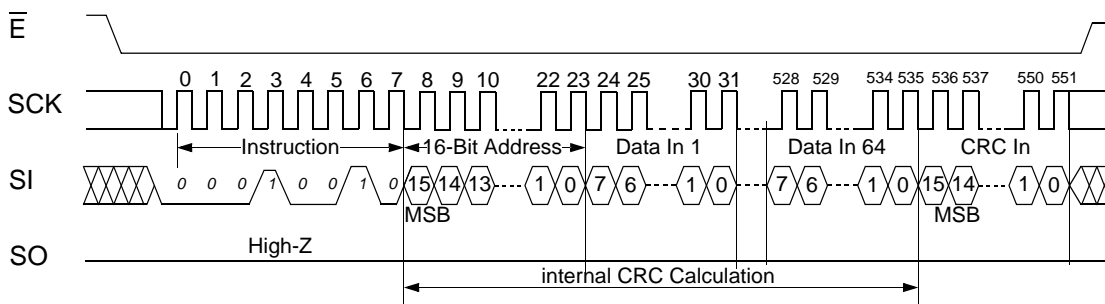 E
0 1 2 3 4 5 6 7 8 9 10 22 23 24 25 30 31 528 529 534 535 536 537 550 551
SCK
Instruction 16-Bit Address Data In 1 Data In 64 CRC In
SI 0 0 0 1 0 0 1 0 15 14 13 1 0 7 6 1 0 7 6 1 0 15 14 1 0
MSB MSB
High-Z
SO
internal CRC Calculation